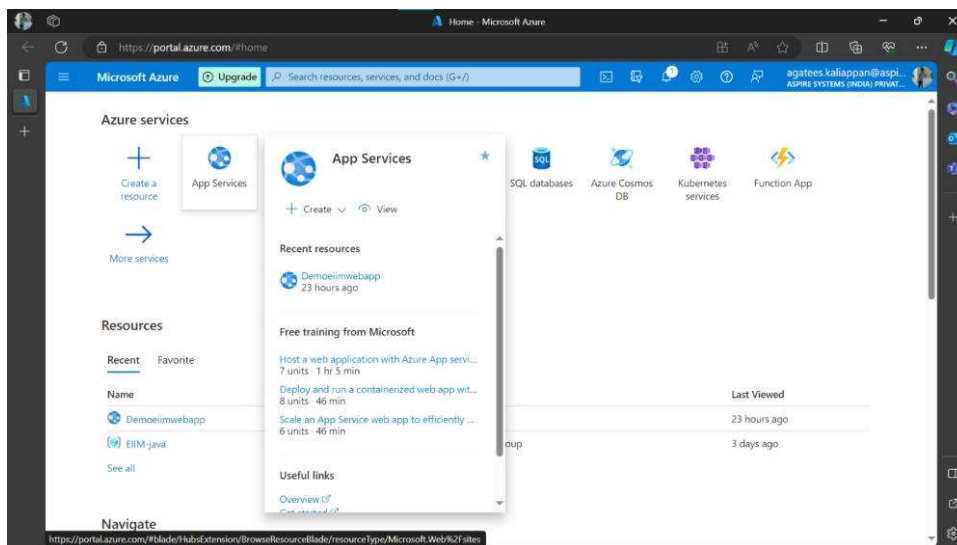 Home - Microsoft Azure
https://portal.azure.com/#home
Microsoft Azure
Upgrade
Search resources, services, and docs (G+/)
1
agatees.kaliappan@aspi...
ASPIRE SYSTEMS (INDIA) PRIVAT...
Azure services
Create a
resource
App Services
App Services
SQL
SQL databases
Azure Cosmos
DB
Kubernetes
services
Function App
Create
View
More services
Recent resources
Demoeiimwebapp
23 hours ago
Resources
Free training from Microsoft
Recent Favorite
Host a web application with Azure App servi...
7 units · 1 hr 5 min
Deploy and run a containerized web app wit...
8 units · 46 min
Name
Last Viewed
Demoeiimwebapp
Scale an App Service web app to efficiently ...
23 hours ago
6 units · 46 min
EIIM-java
oup
3 days ago
See all
Useful links
Overview
Get started
Navigate
https://portal.azure.com/#blade/HubsExtension/BrowseResourceBlade/resourceType/Microsoft.Web%2Fsites